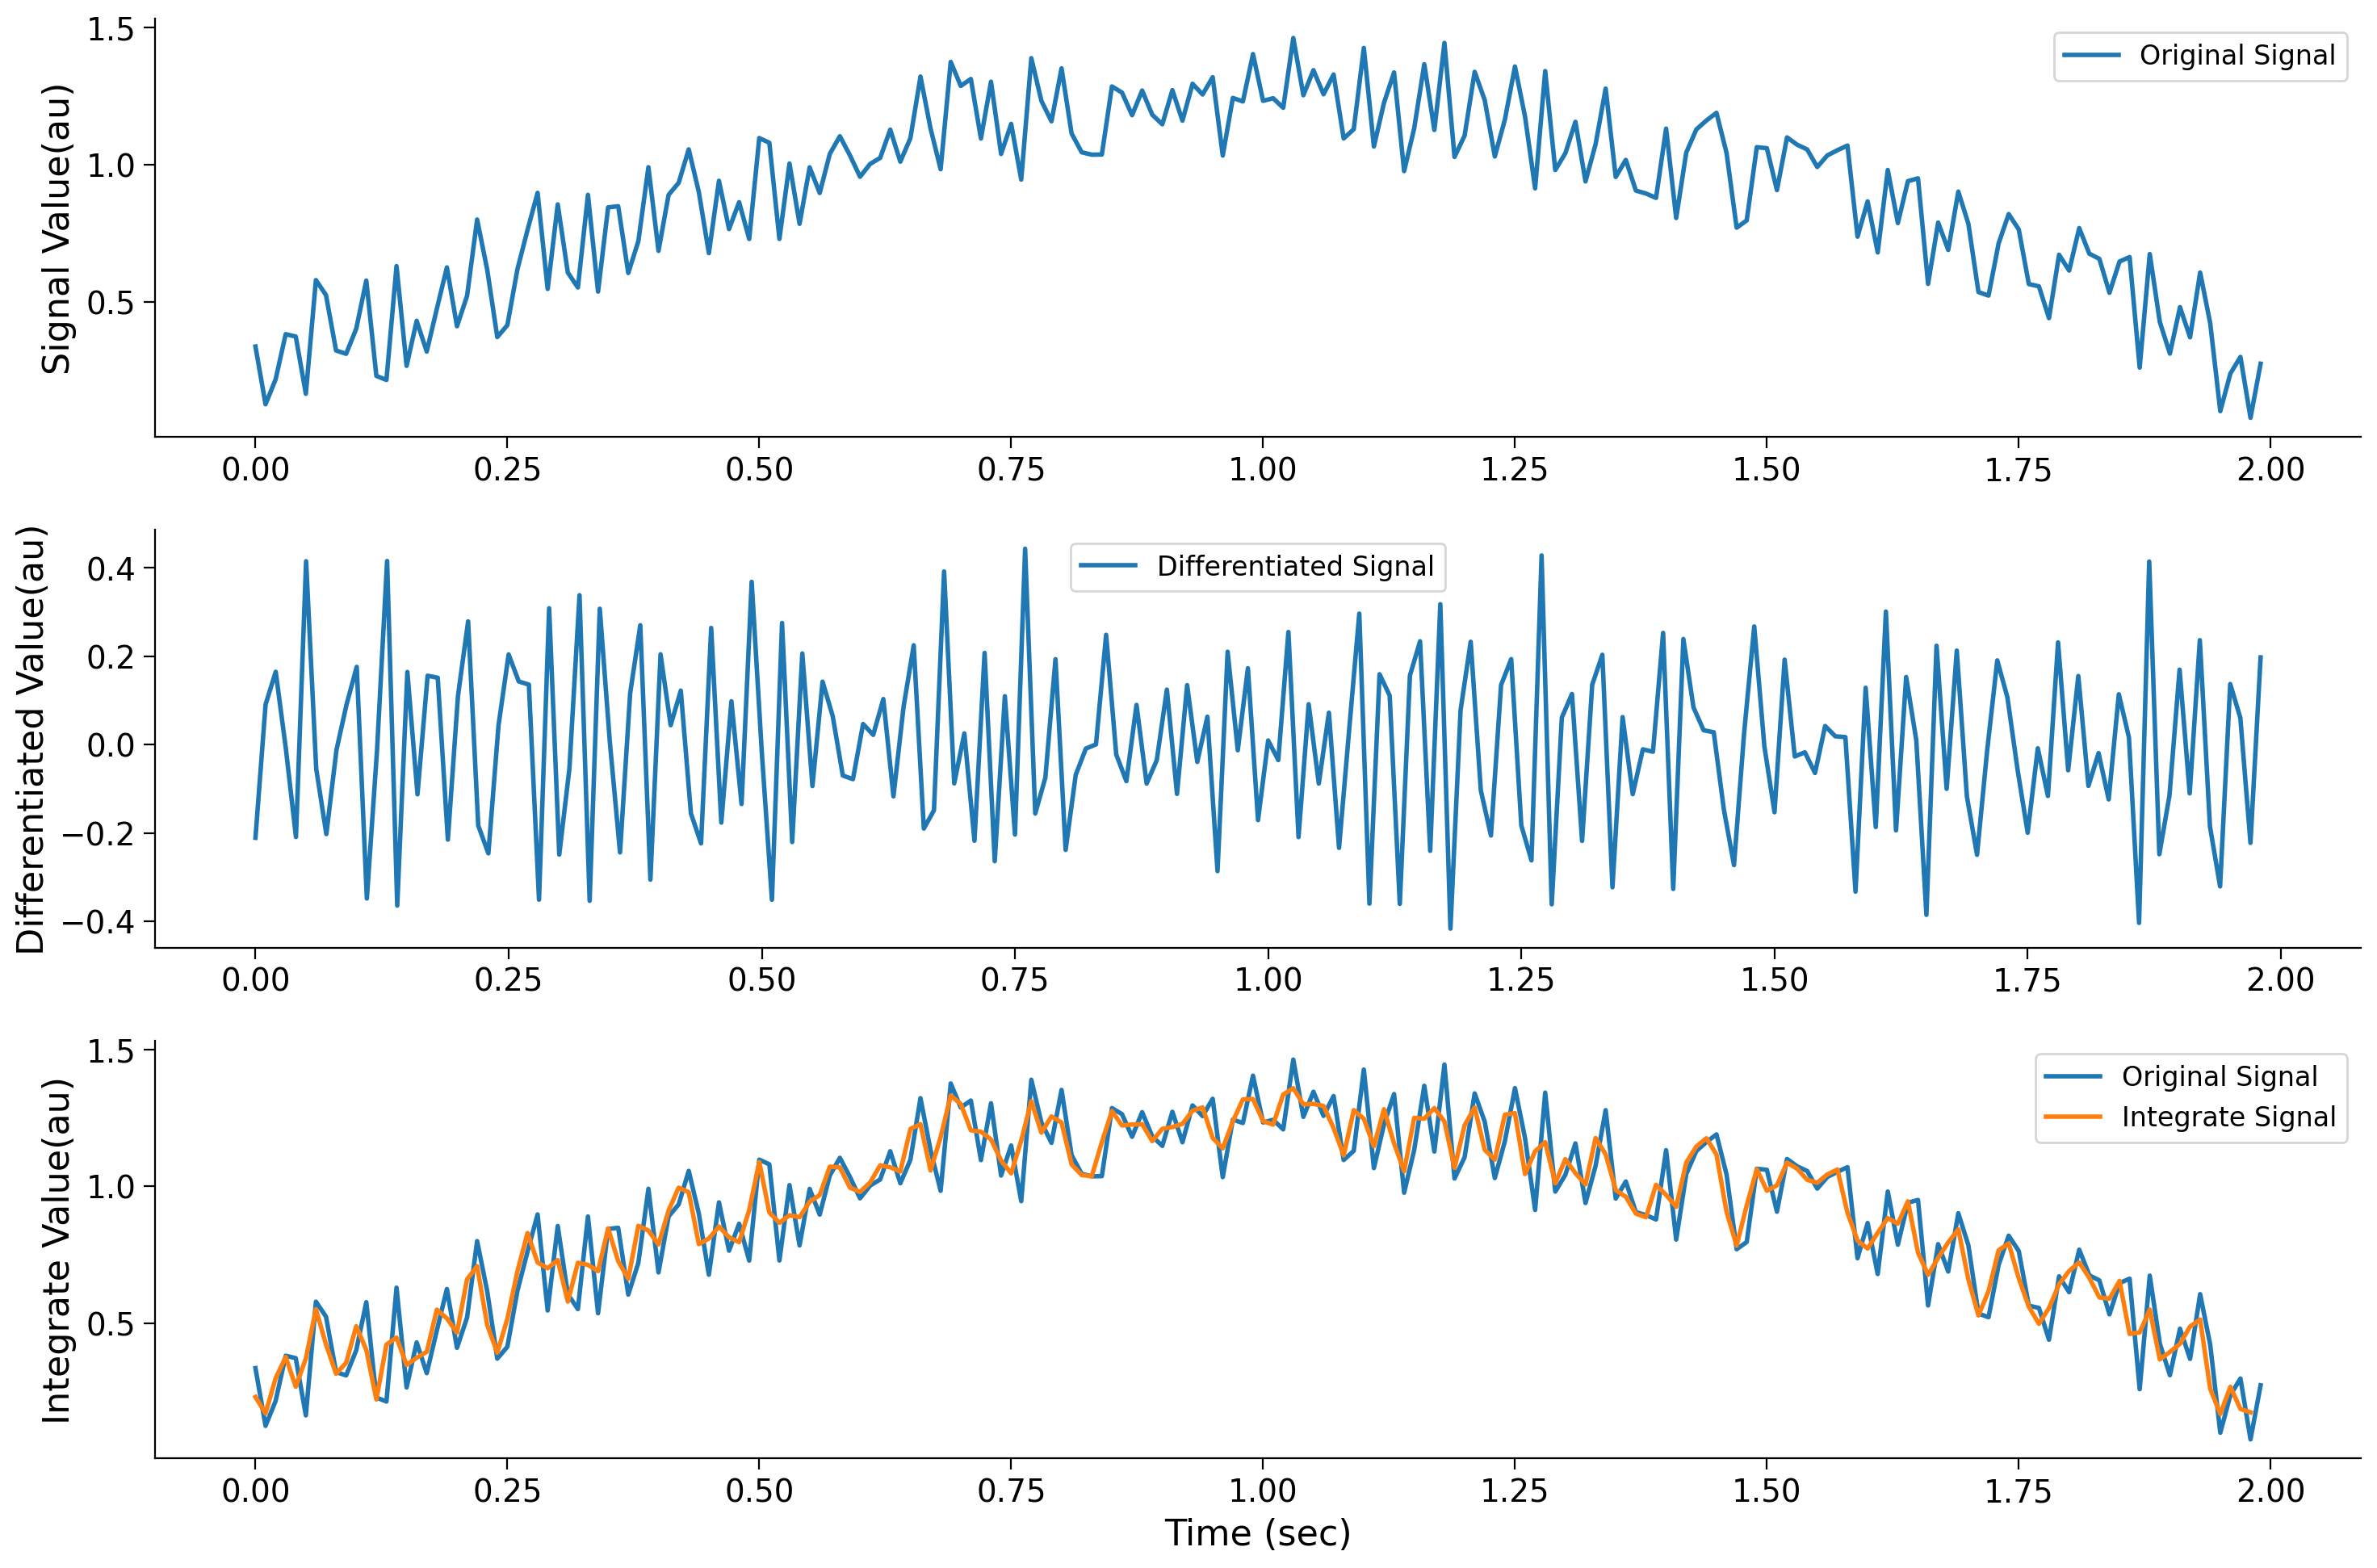 Signal Value(au)
1.5
1.0
0.5
Original Signal
0.00 0.25 0.50 0.75 1.00 1.25 1.50 1.75 2.00
Differentiated Value(au)
0.4
0.2
0.0
−0.2
−0.4
Differentiated Signal
0.00 0.25 0.50 0.75 1.00 1.25 1.50 1.75 2.00
Integrate Value(au)
1.5
1.0
0.5
Original Signal
Integrate Signal
0.00 0.25 0.50 0.75 1.00 1.25 1.50 1.75 2.00
Time (sec)